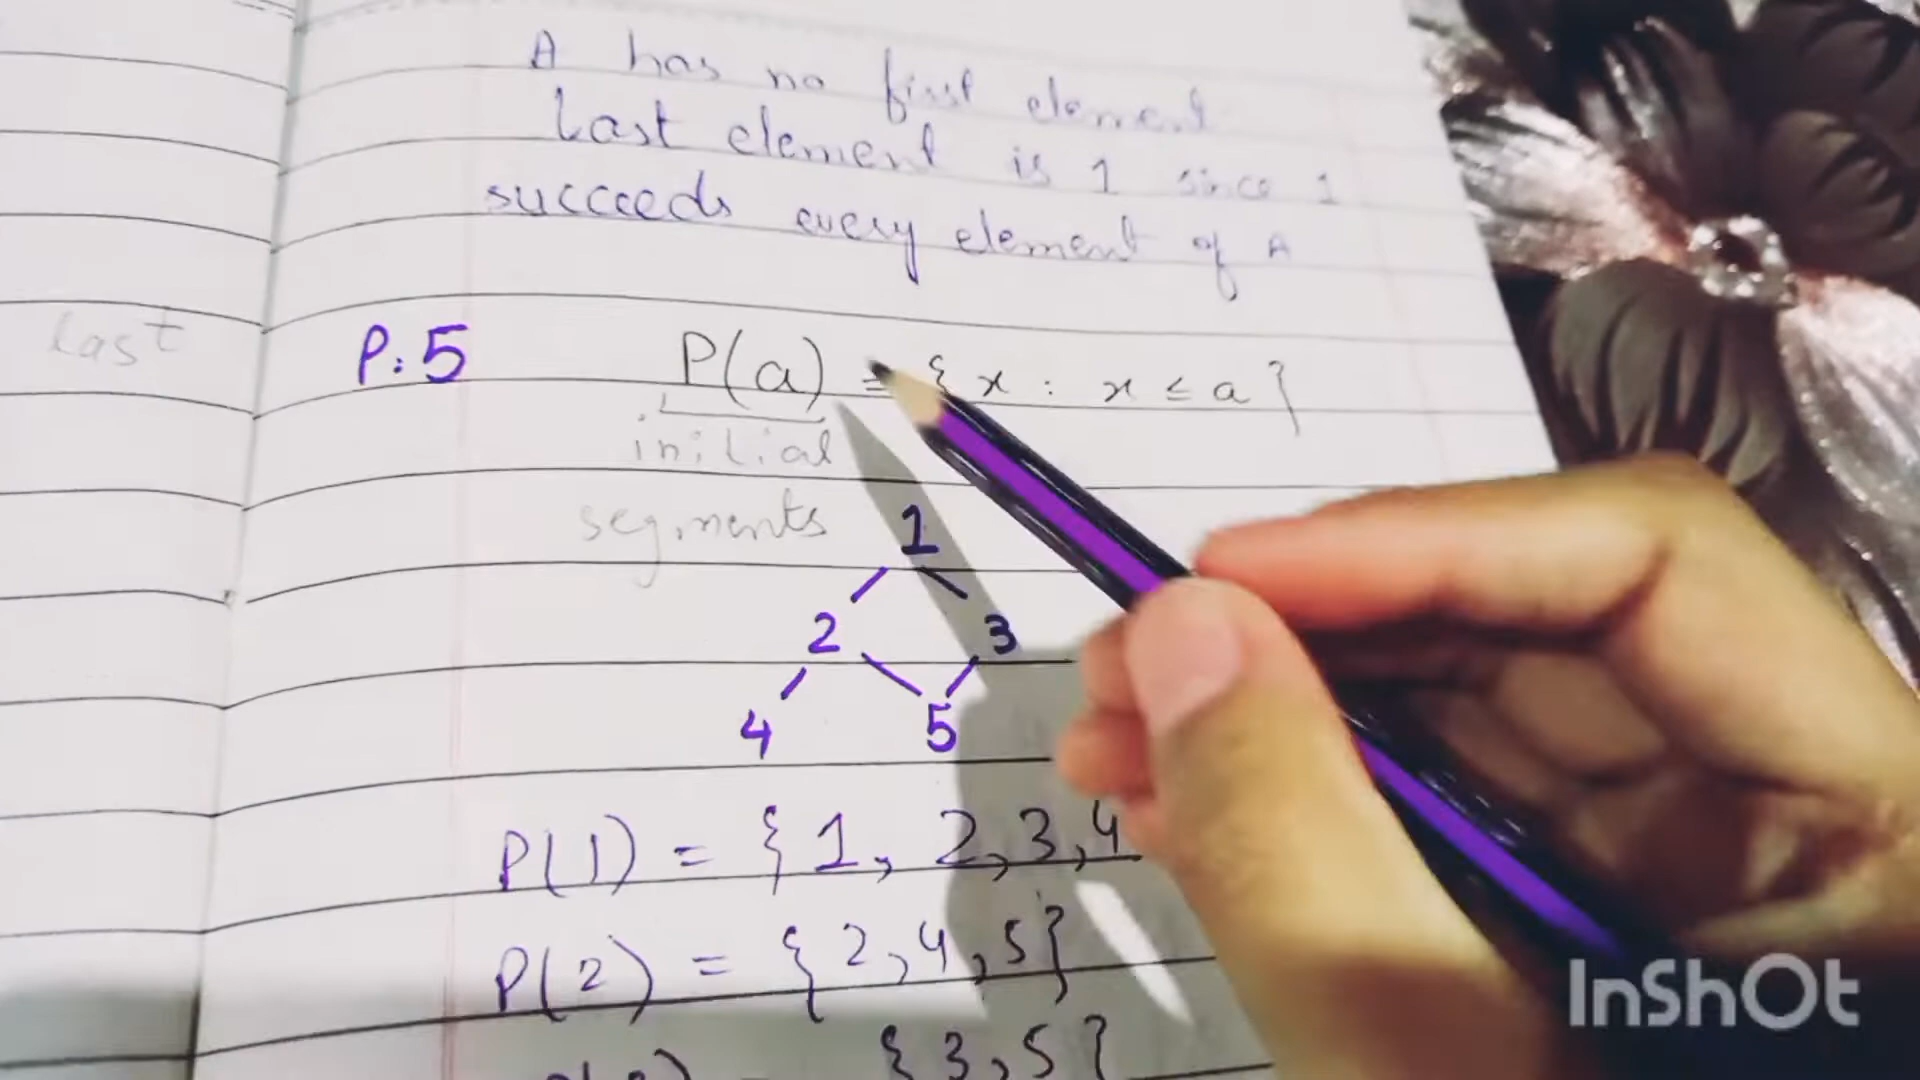 A has no first element
Last element is 1 since 1
succeeds every element of A
Last
P:5 P(a) = { x : x ≤ a }
initial
segments
1
2 3
4 5
P(1) = { 1, 2, 3, 4
P(2) = { 2, 4, 5 }
{ 3, 5 }
InShOt